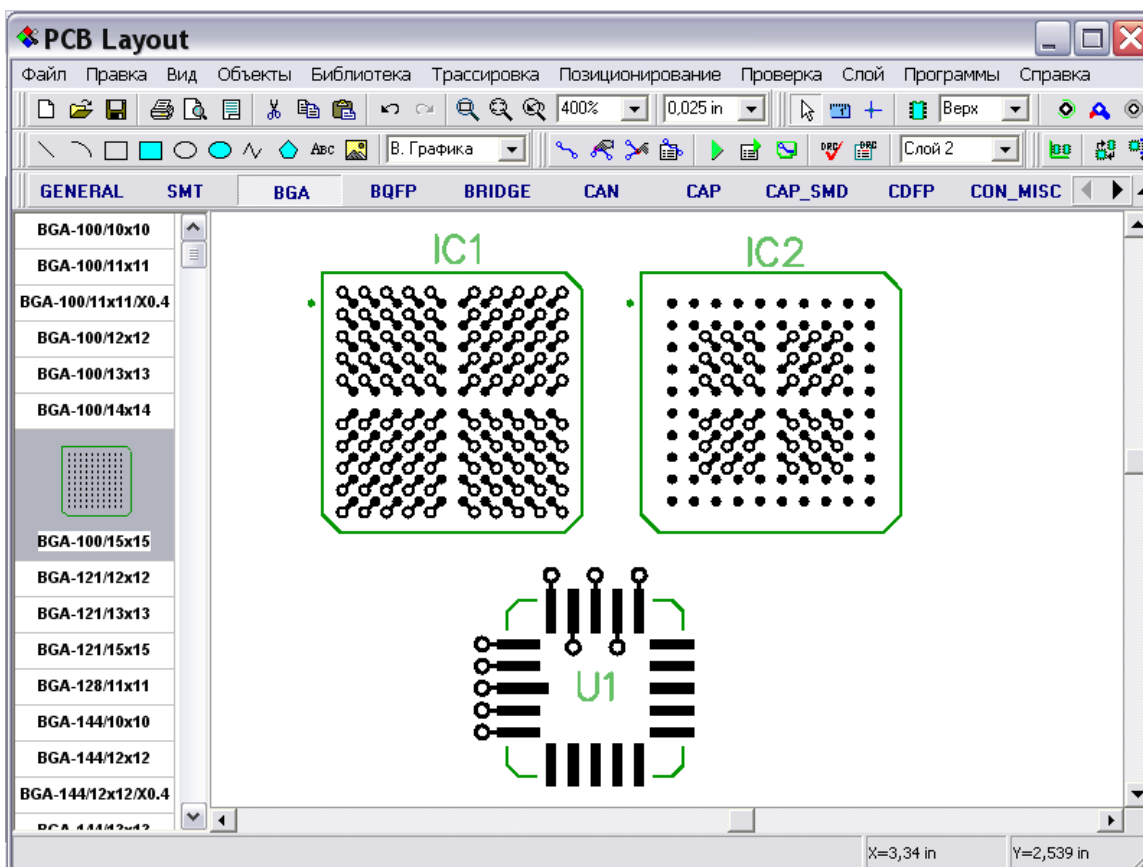 PCB Layout
Файл Правка Вид Объекты Библиотека Трассировка Позиционирование Проверка Слой Программы Справка
400% 0,025 in Верх
ABC В. Графика DRC DRC Слой 2
GENERAL SMT BGA BQFP BRIDGE CAN CAP CAP_SMD CDFP CON_MISC
BGA-100/10x10
BGA-100/11x11
BGA-100/11x11/X0.4
BGA-100/12x12
BGA-100/13x13
BGA-100/14x14
BGA-100/15x15
BGA-121/12x12
BGA-121/13x13
BGA-121/15x15
BGA-128/11x11
BGA-144/10x10
BGA-144/12x12
BGA-144/12x12/X0.4
IC1 IC2
U1
X=3,34 in Y=2,539 in